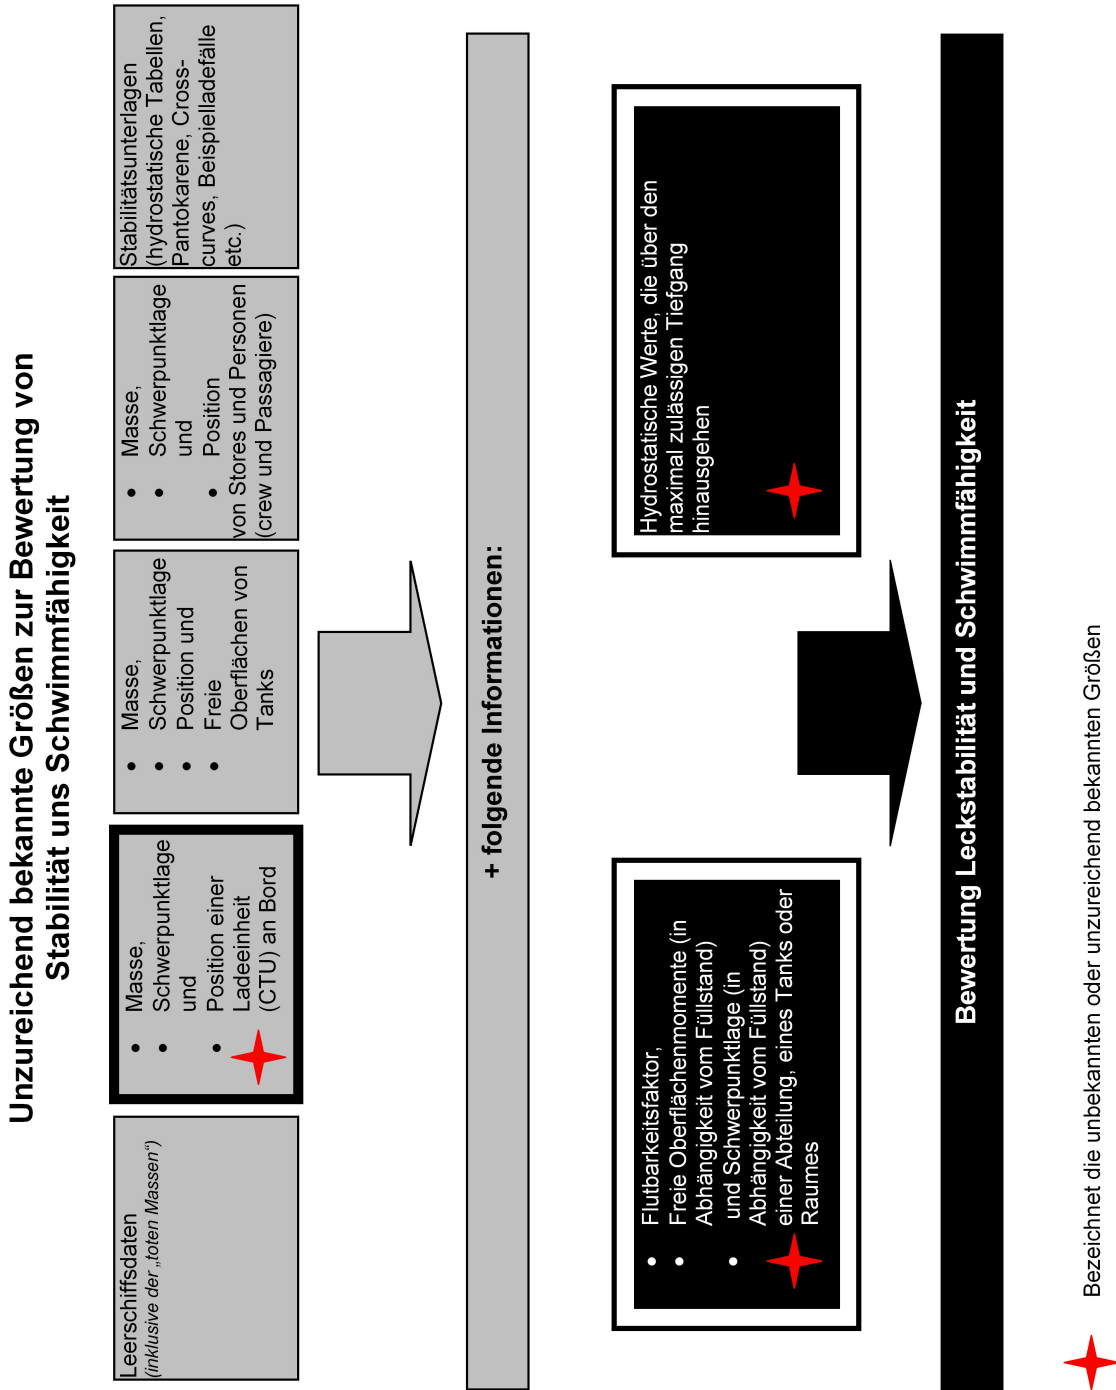 Unzureichend bekannte Größen zur Bewertung von
Stabilität uns Schwimmfähigkeit
Leerschiffsdaten
(inklusive der „toten Massen“)
• Masse,
• Schwerpunktlage
und
• Position einer
Ladeeinheit
(CTU) an Bord
• Masse,
• Schwerpunktlage
• Position und
• Freie
Oberflächen von
Tanks
• Masse,
• Schwerpunktlage
und
• Position
von Stores und Personen
(crew und Passagiere)
Stabilitätsunterlagen
(hydrostatische Tabellen,
Pantokarene, Cross-
curves, Beispielladefälle
etc.)
+ folgende Informationen:
• Flutbarkeitsfaktor,
• Freie Oberflächenmomente (in
Abhängigkeit vom Füllstand)
• und Schwerpunktlage (in
Abhängigkeit vom Füllstand)
einer Abteilung, eines Tanks oder
Raumes
Hydrostatische Werte, die über den
maximal zulässigen Tiefgang
hinausgehen
Bewertung Leckstabilität und Schwimmfähigkeit
Bezeichnet die unbekannten oder unzureichend bekannten Größen